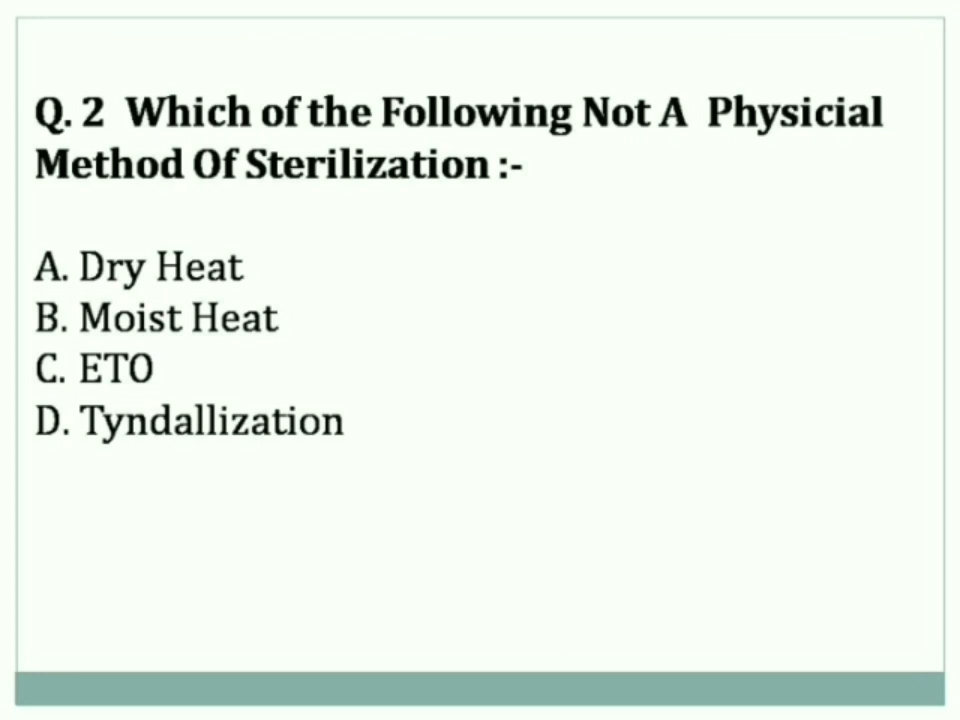 Q. 2 Which of the Following Not A Physicial
Method Of Sterilization :-
A. Dry Heat
B. Moist Heat
C. ETO
D. Tyndallization